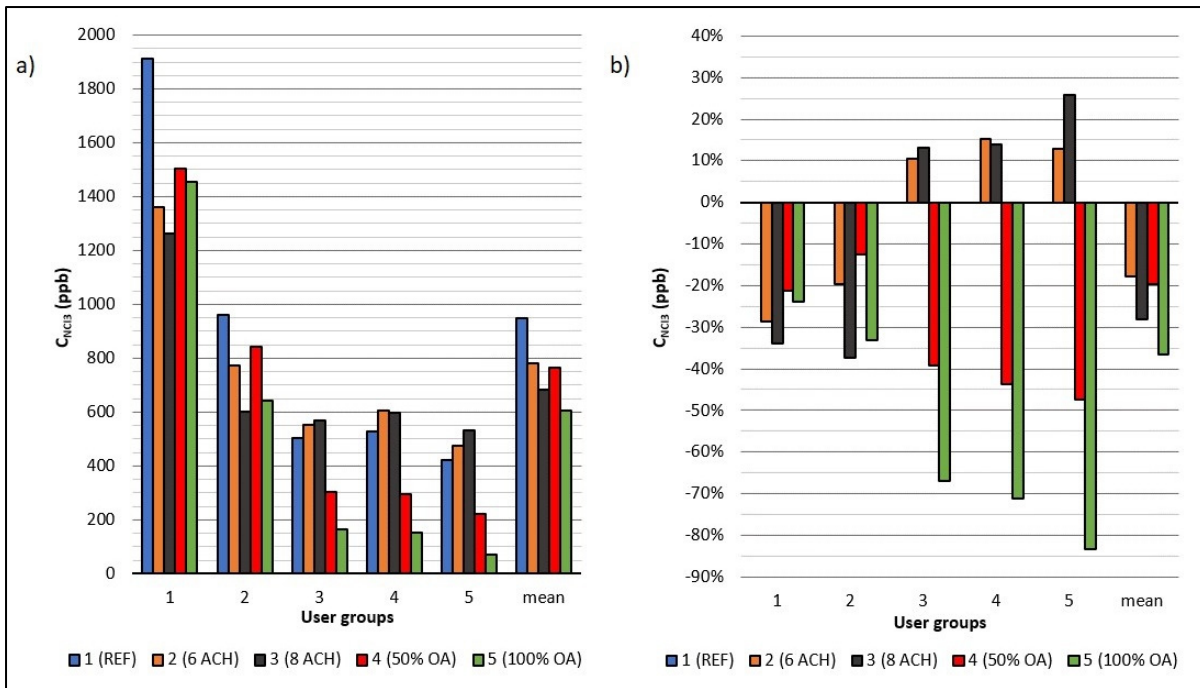 a)
2000
1800
1600
1400
1200
1000
800
600
400
200
0
C_NCl3 (ppb)
1 2 3 4 5 mean
User groups
1 (REF) 2 (6 ACH) 3 (8 ACH) 4 (50% OA) 5 (100% OA)
b)
40%
30%
20%
10%
0%
-10%
-20%
-30%
-40%
-50%
-60%
-70%
-80%
-90%
C_NCl3 (ppb)
1 2 3 4 5 mean
User groups
1 (REF) 2 (6 ACH) 3 (8 ACH) 4 (50% OA) 5 (100% OA)